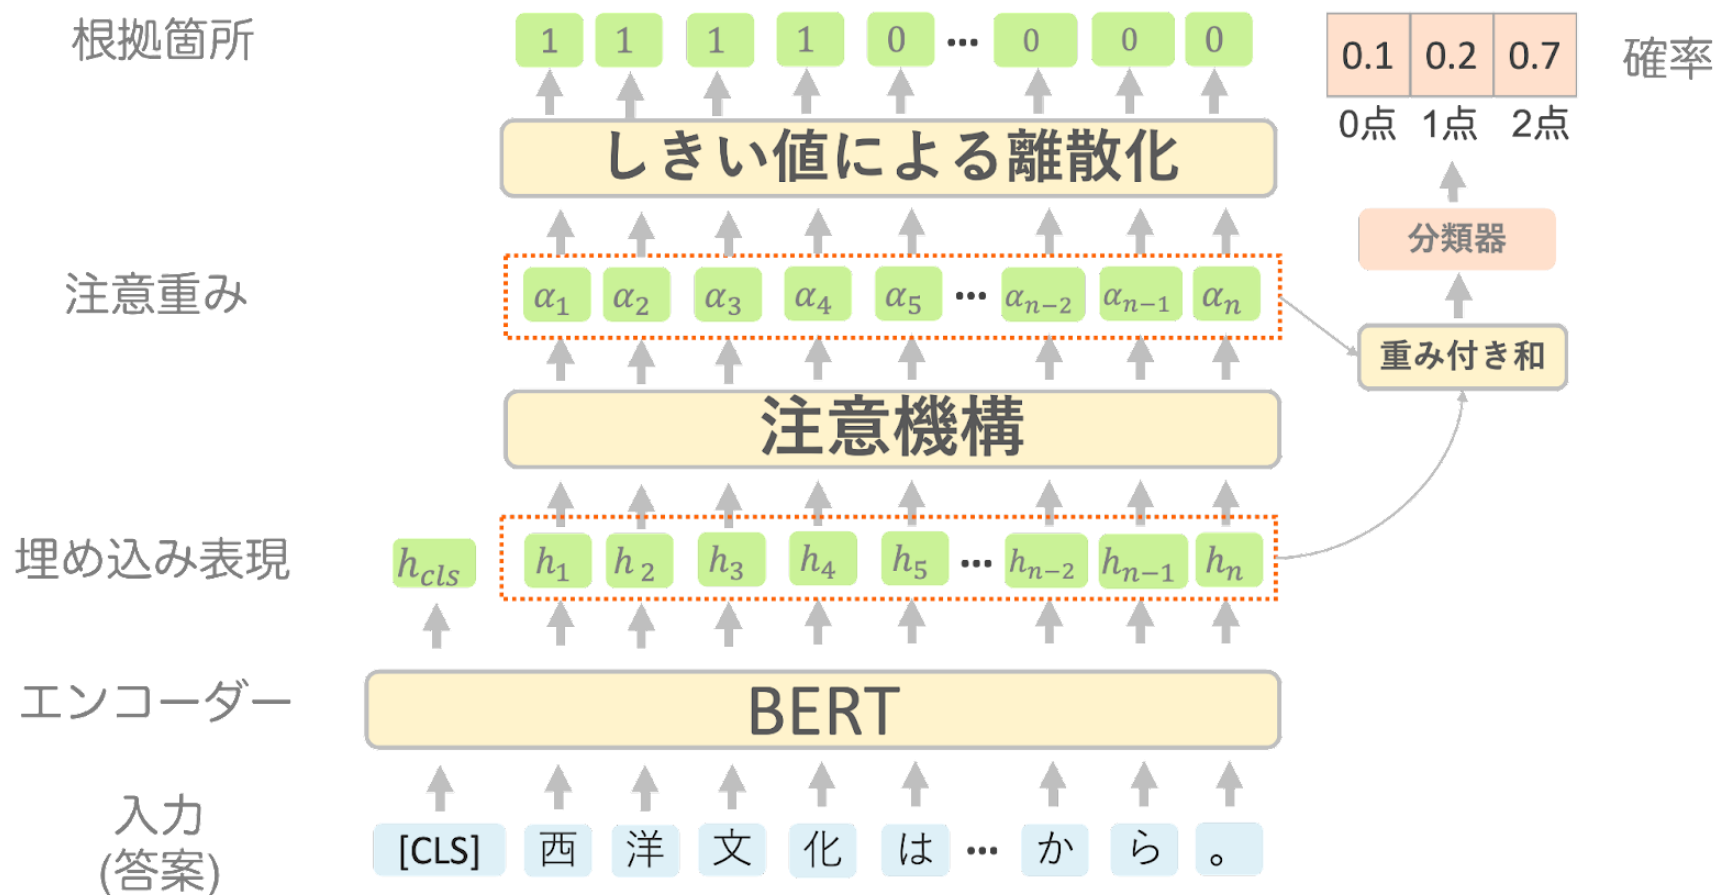 根拠箇所 1 1 1 1 0 … 0 0 0
0.1 0.2 0.7 確率
0点 1点 2点
しきい値による離散化
分類器
注意重み α₁ α₂ α₃ α₄ α₅ … αₙ₋₂ αₙ₋₁ αₙ
重み付き和
注意機構
埋め込み表現 h_cls h₁ h₂ h₃ h₄ h₅ … hₙ₋₂ hₙ₋₁ hₙ
エンコーダー BERT
入力
(答案)
[CLS] 西 洋 文 化 は … か ら 。